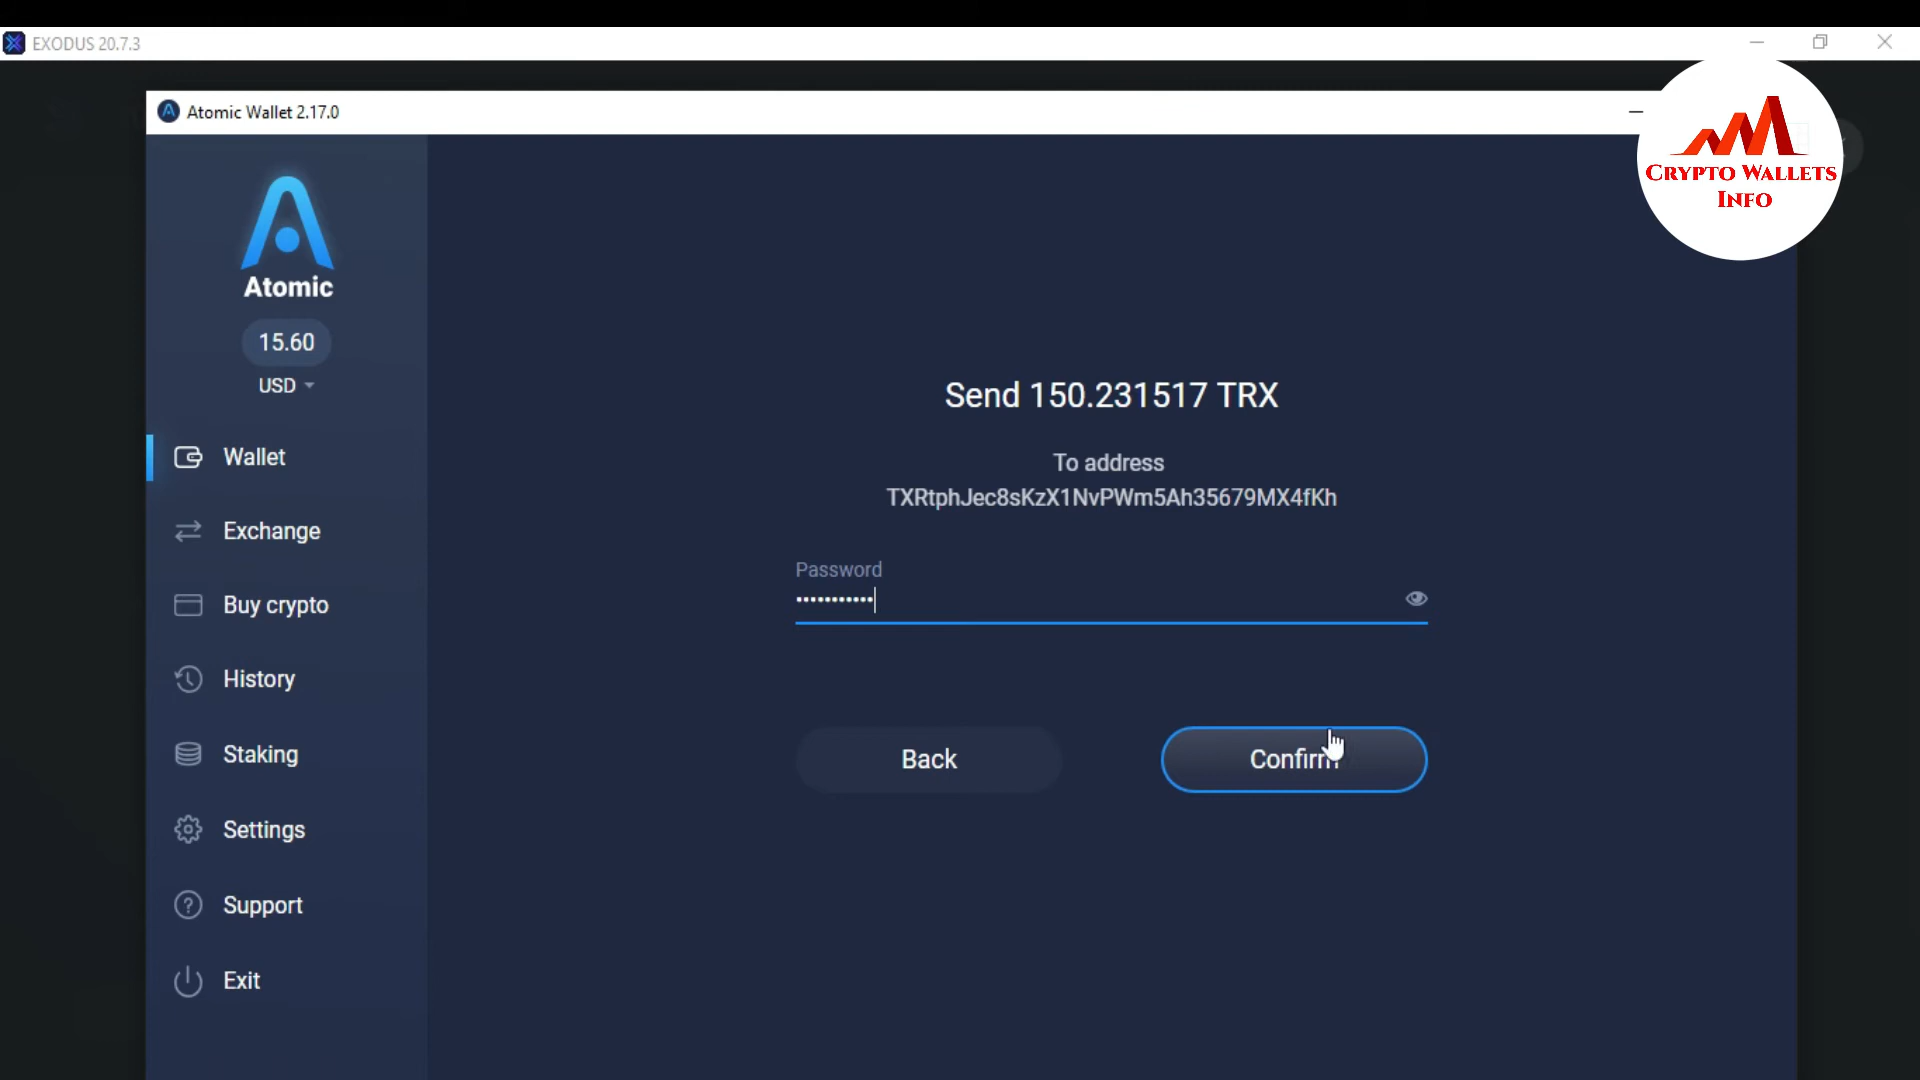 EXODUS 20.7.3
Atomic Wallet 2.17.0
CRYPTO WALLETS
INFO
Atomic
15.60
USD
Wallet
Exchange
Buy crypto
History
Staking
Settings
Support
Exit
Send 150.231517 TRX
To address
TXRtphJec8sKzX1NvPWm5Ah35679MX4fKh
Password
•••••••••••
Back
Confirm